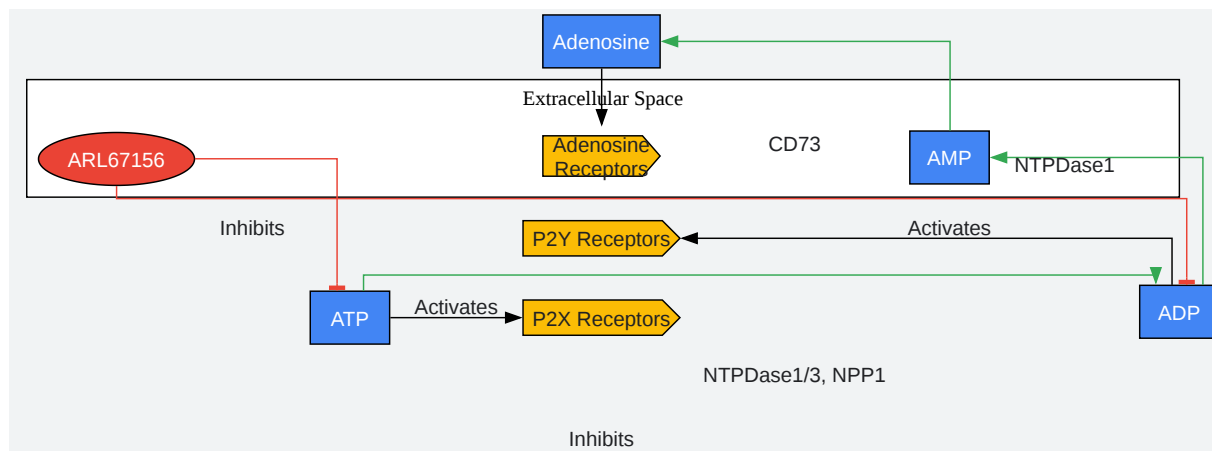 Adenosine
Extracellular Space
ARL67156
Adenosine
Receptors
CD73
AMP
NTPDase1
Inhibits
P2Y Receptors
Activates
ATP
Activates
P2X Receptors
ADP
NTPDase1/3, NPP1
Inhibits